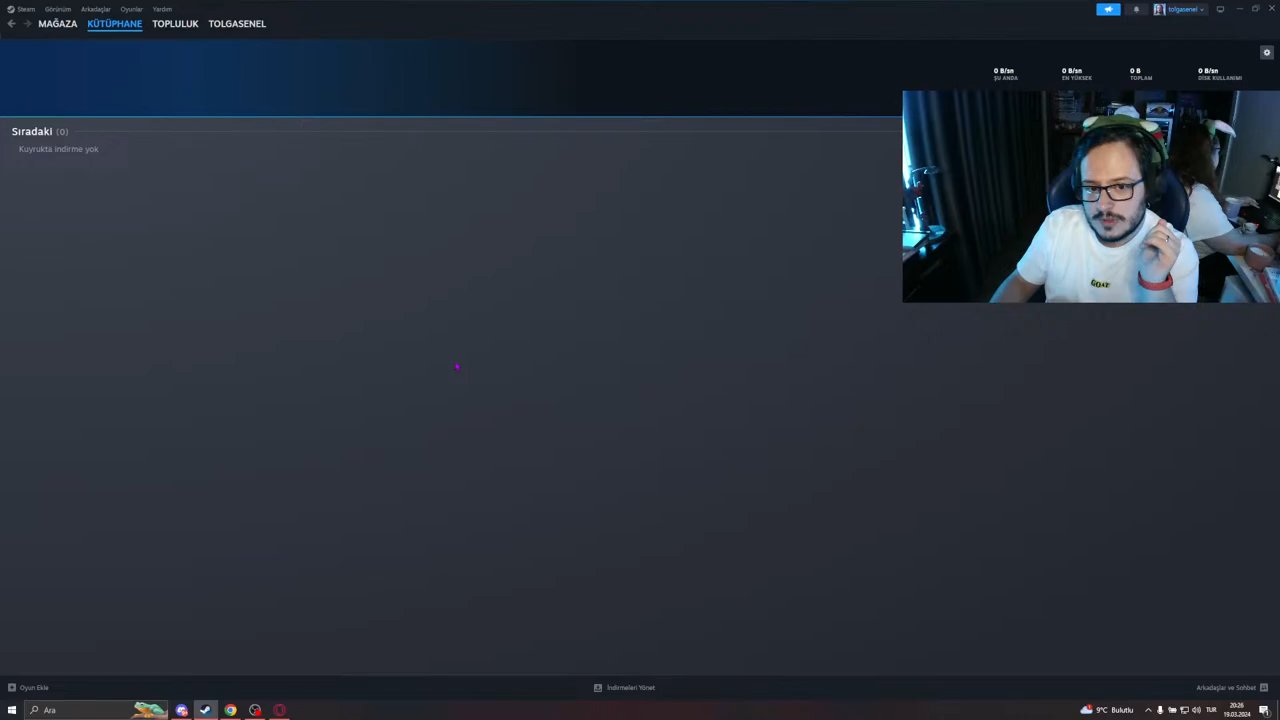 Steam Görünüm Arkadaşlar Oyunlar Yardım
tolgasenel
MAĞAZA KÜTÜPHANE TOPLULUK TOLGASENEL
0 B/sn 0 B/sn 0 B 0 B/sn
ŞU ANDA EN YÜKSEK TOPLAM DİSK KULLANIMI
Sıradaki (0)
Kuyrukta indirme yok
GOAT
Oyun Ekle
İndirmeleri Yönet
Arkadaşlar ve Sohbet
Ara
9°C Bulutlu
TUR
20:26
19.03.2024